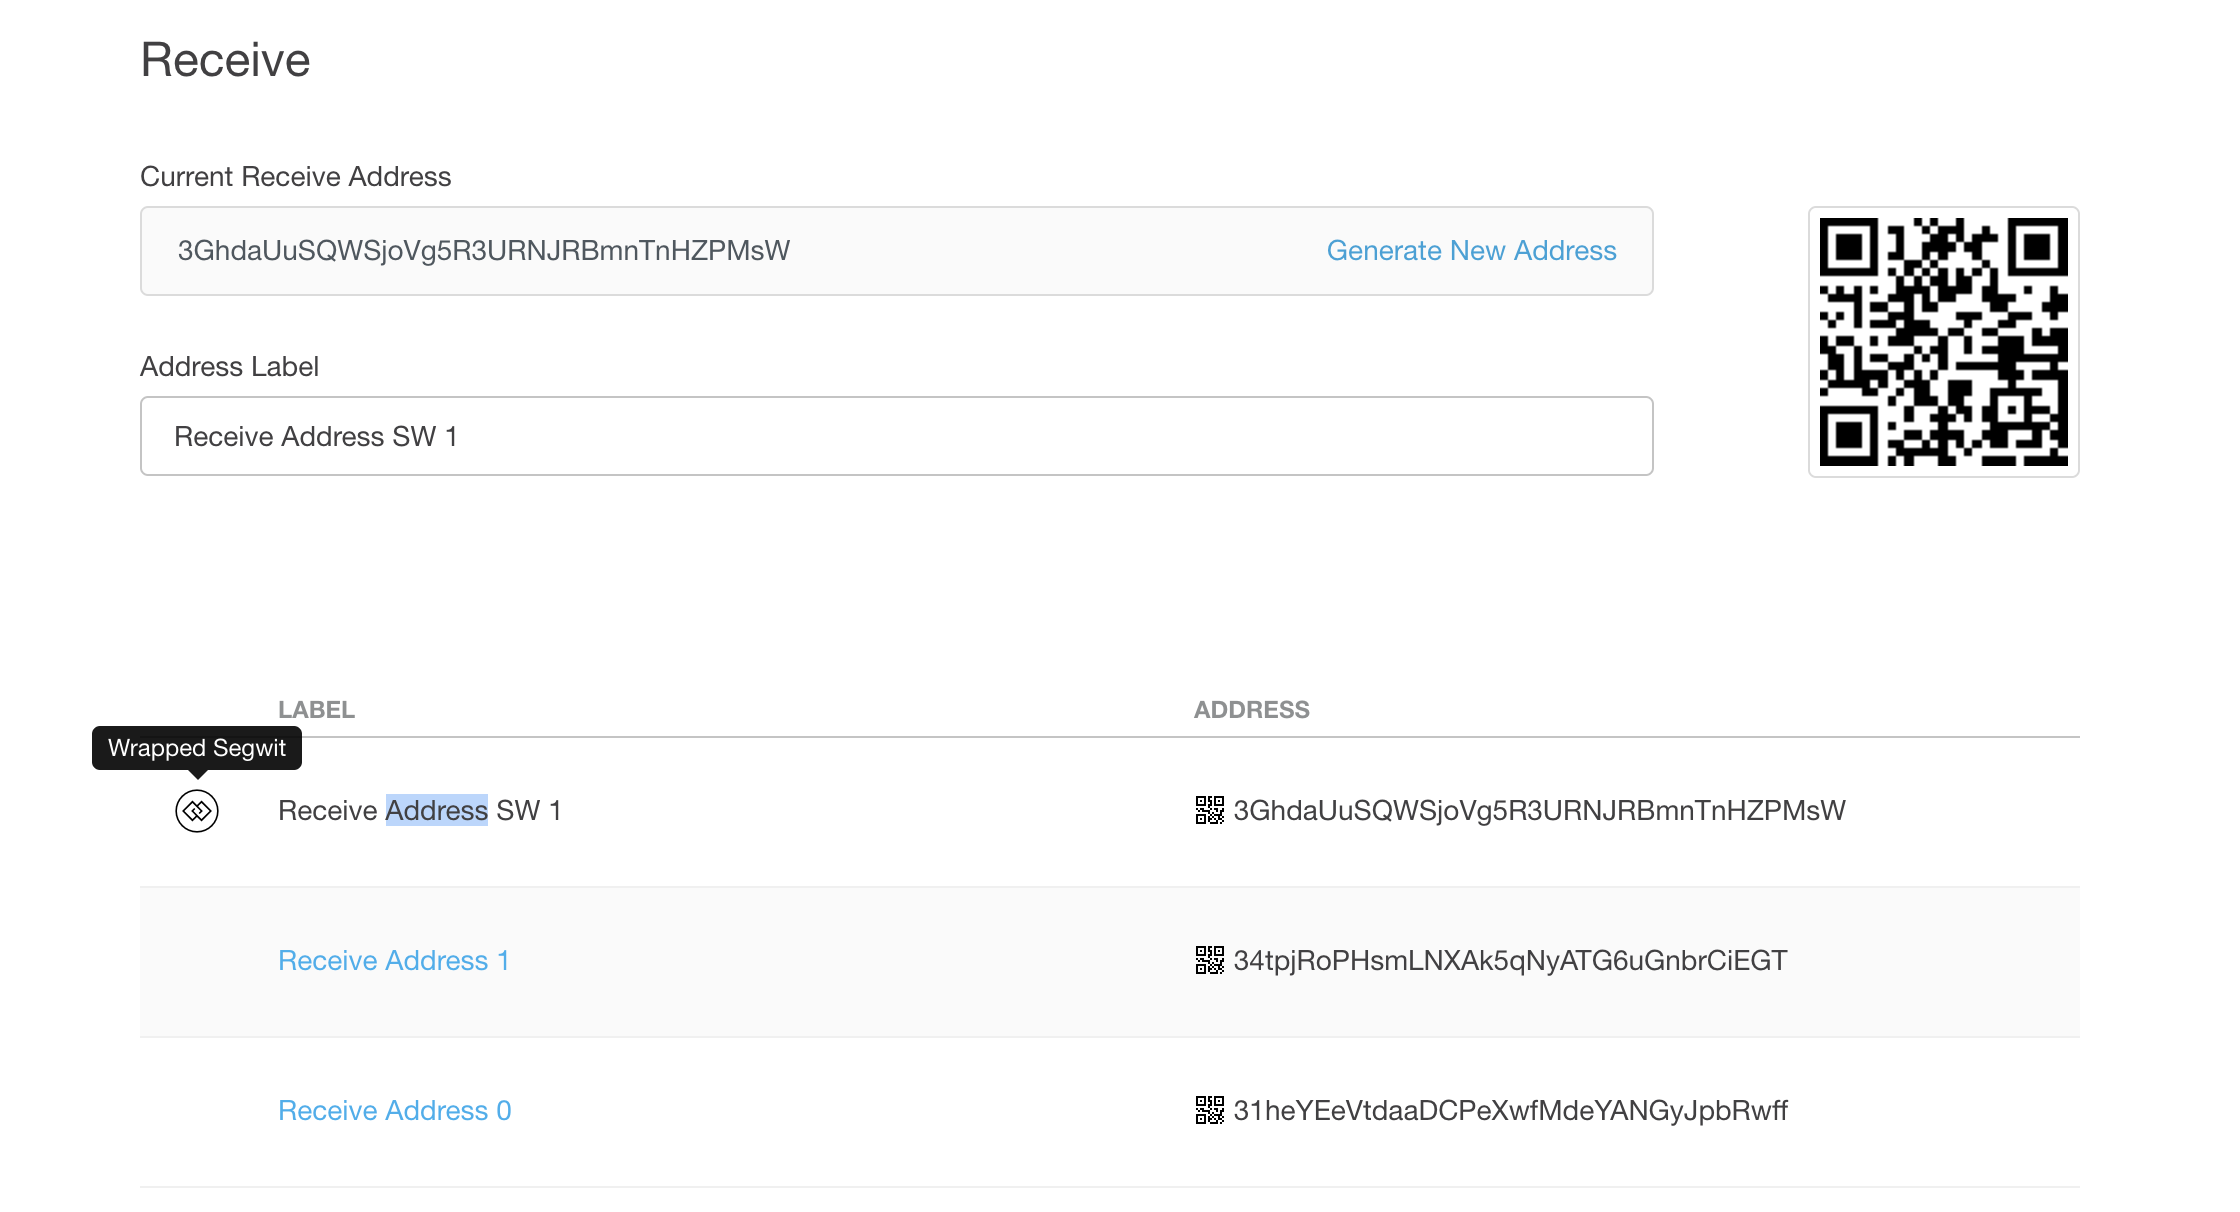 Receive
Current Receive Address
3GhdaUuSQWSjoVg5R3URNJRBmnTnHZPMsW
Generate New Address
Address Label
Receive Address SW 1
LABEL
ADDRESS
Wrapped Segwit
Receive Address SW 1
3GhdaUuSQWSjoVg5R3URNJRBmnTnHZPMsW
Receive Address 1
34tpjRoPHsmLNXAk5qNyATG6uGnbrCiEGT
Receive Address 0
31heYEeVtdaaDCPeXwfMdeYANGyJpbRwff